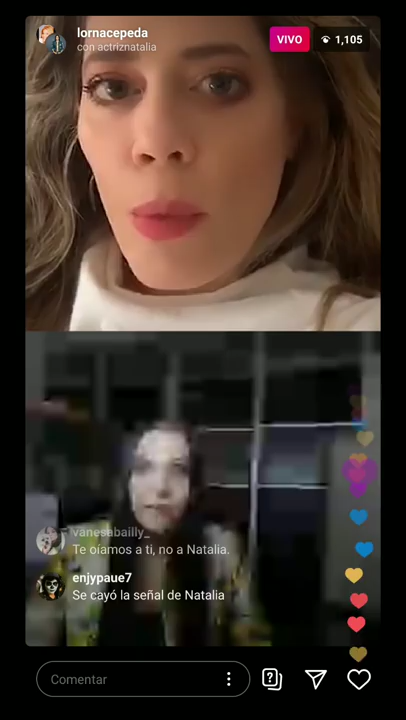 lornacepeda
con actriznatalia
VIVO
1,105
vanesabailly_
Te oíamos a ti, no a Natalia.
enjypaue7
Se cayó la señal de Natalia
Comentar